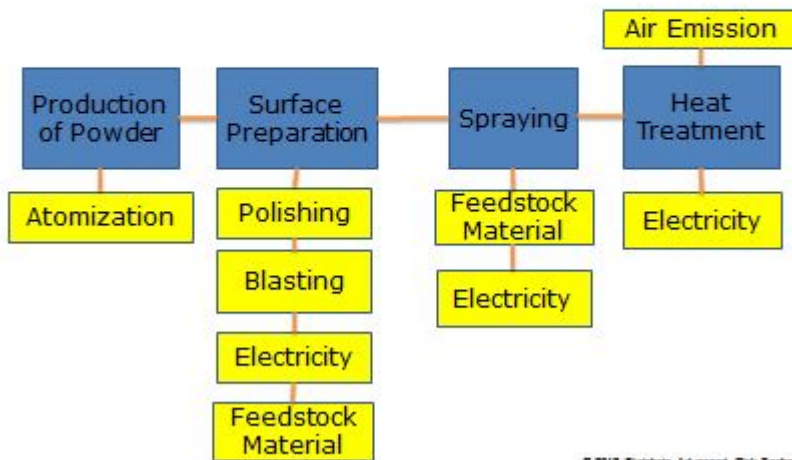 Air Emission
Production
of Powder
Surface
Preparation
Spraying
Heat
Treatment
Atomization
Polishing
Blasting
Electricity
Feedstock
Material
Feedstock
Material
Electricity
Electricity